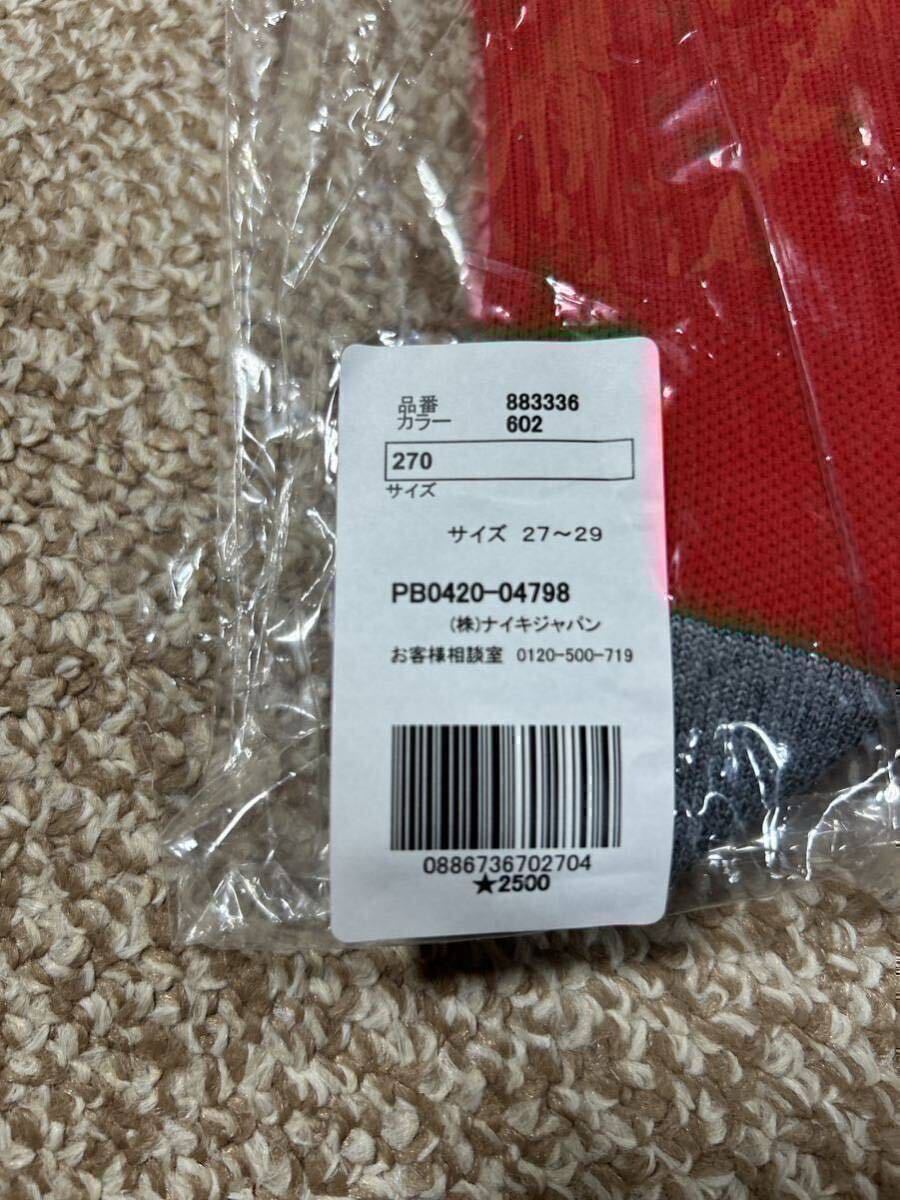 品番 883336
カラー 602
270
サイズ
サイズ 27～29
PB0420-04798
(株)ナイキジャパン
お客様相談室 0120-500-719
0886736702704
★2500